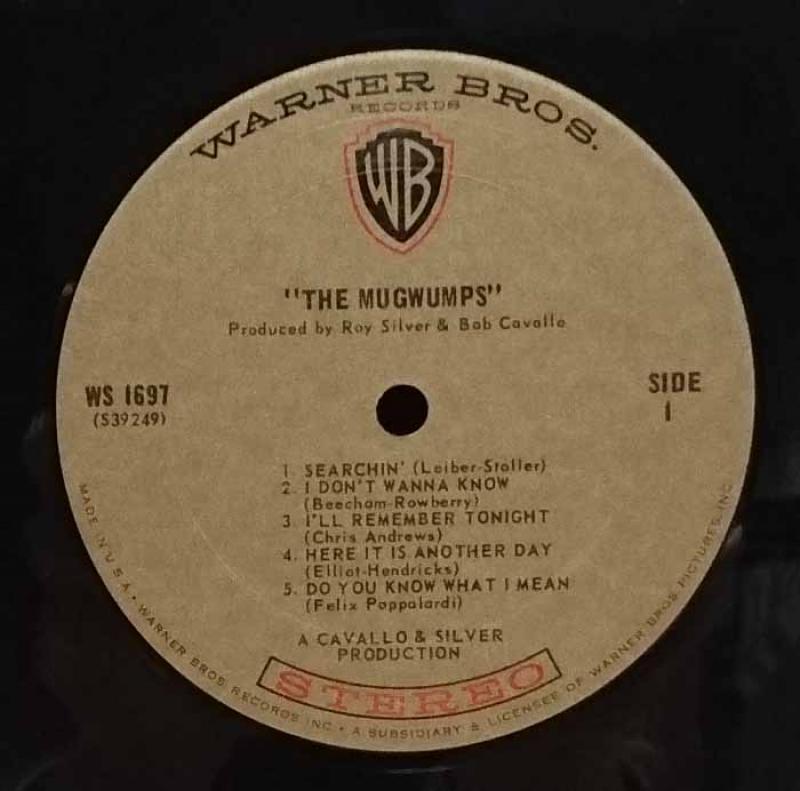 WARNER BROS.
RECORDS
WB
"THE MUGWUMPS"
Produced by Roy Silver & Bob Cavallo
WS 1697
(S39249)
SIDE
1
1. SEARCHIN' (Leiber-Stoller)
2. I DON'T WANNA KNOW
(Beecham-Rowberry)
3. I'LL REMEMBER TONIGHT
(Chris Andrews)
4. HERE IT IS ANOTHER DAY
(Elliot-Hendricks)
5. DO YOU KNOW WHAT I MEAN
(Felix Pappalardi)
A CAVALLO & SILVER
PRODUCTION
STEREO
MADE IN U.S.A. • WARNER BROS RECORDS INC • A SUBSIDIARY & LICENSEE OF WARNER BROS PICTURES INC